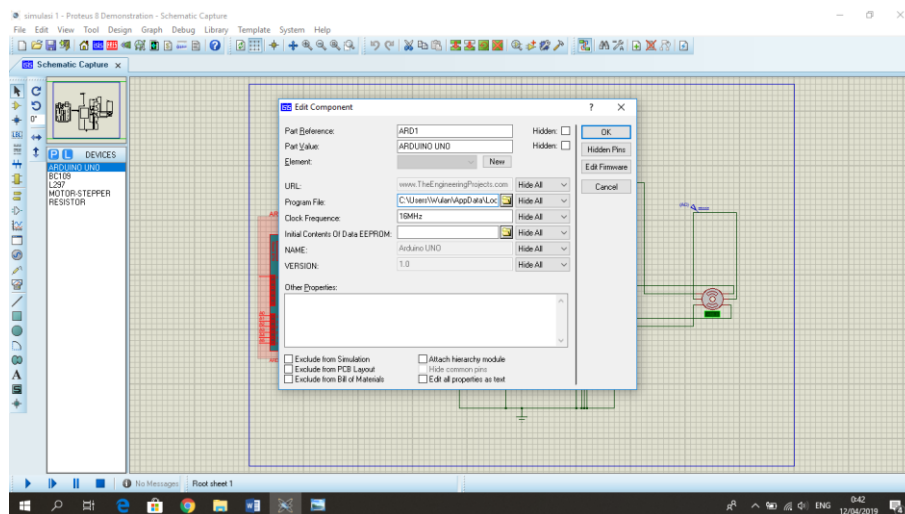 simulasi 1 - Proteus 8 Demonstration - Schematic Capture
File Edit View Tool Design Graph Debug Library Template System Help
Schematic Capture x
0°
P L DEVICES
ARDUINO UNO
BC109
L297
MOTOR-STEPPER
RESISTOR
Edit Component ? X
Part Reference: ARD1 Hidden:
Part Value: ARDUINO UNO Hidden:
Element: New
URL: www.TheEngineeringProjects.com Hide All
Program File: C:\Users\Wulan\AppData\Loc Hide All
Clock Frequence: 16MHz Hide All
Initial Contents Of Data EEPROM: Hide All
NAME: Arduino UNO Hide All
VERSION: 1.0 Hide All
Other Properties:
Exclude from Simulation Attach hierarchy module
Exclude from PCB Layout Hide common pins
Exclude from Bill of Materials Edit all properties as text
OK
Hidden Pins
Edit Firmware
Cancel
No Messages Root sheet 1
ENG 0:42
12/04/2019